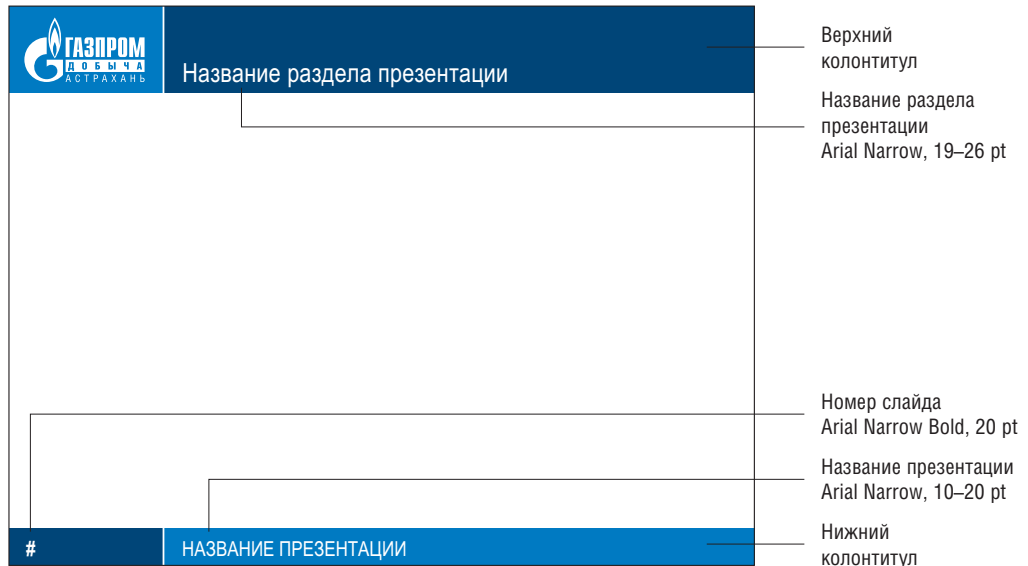 ГАЗПРОМ
ДОБЫЧА
АСТРАХАНЬ
Название раздела презентации
Верхний
колонтитул
Название раздела
презентации
Arial Narrow, 19–26 pt
Номер слайда
Arial Narrow Bold, 20 pt
Название презентации
Arial Narrow, 10–20 pt
#
НАЗВАНИЕ ПРЕЗЕНТАЦИИ
Нижний
колонтитул